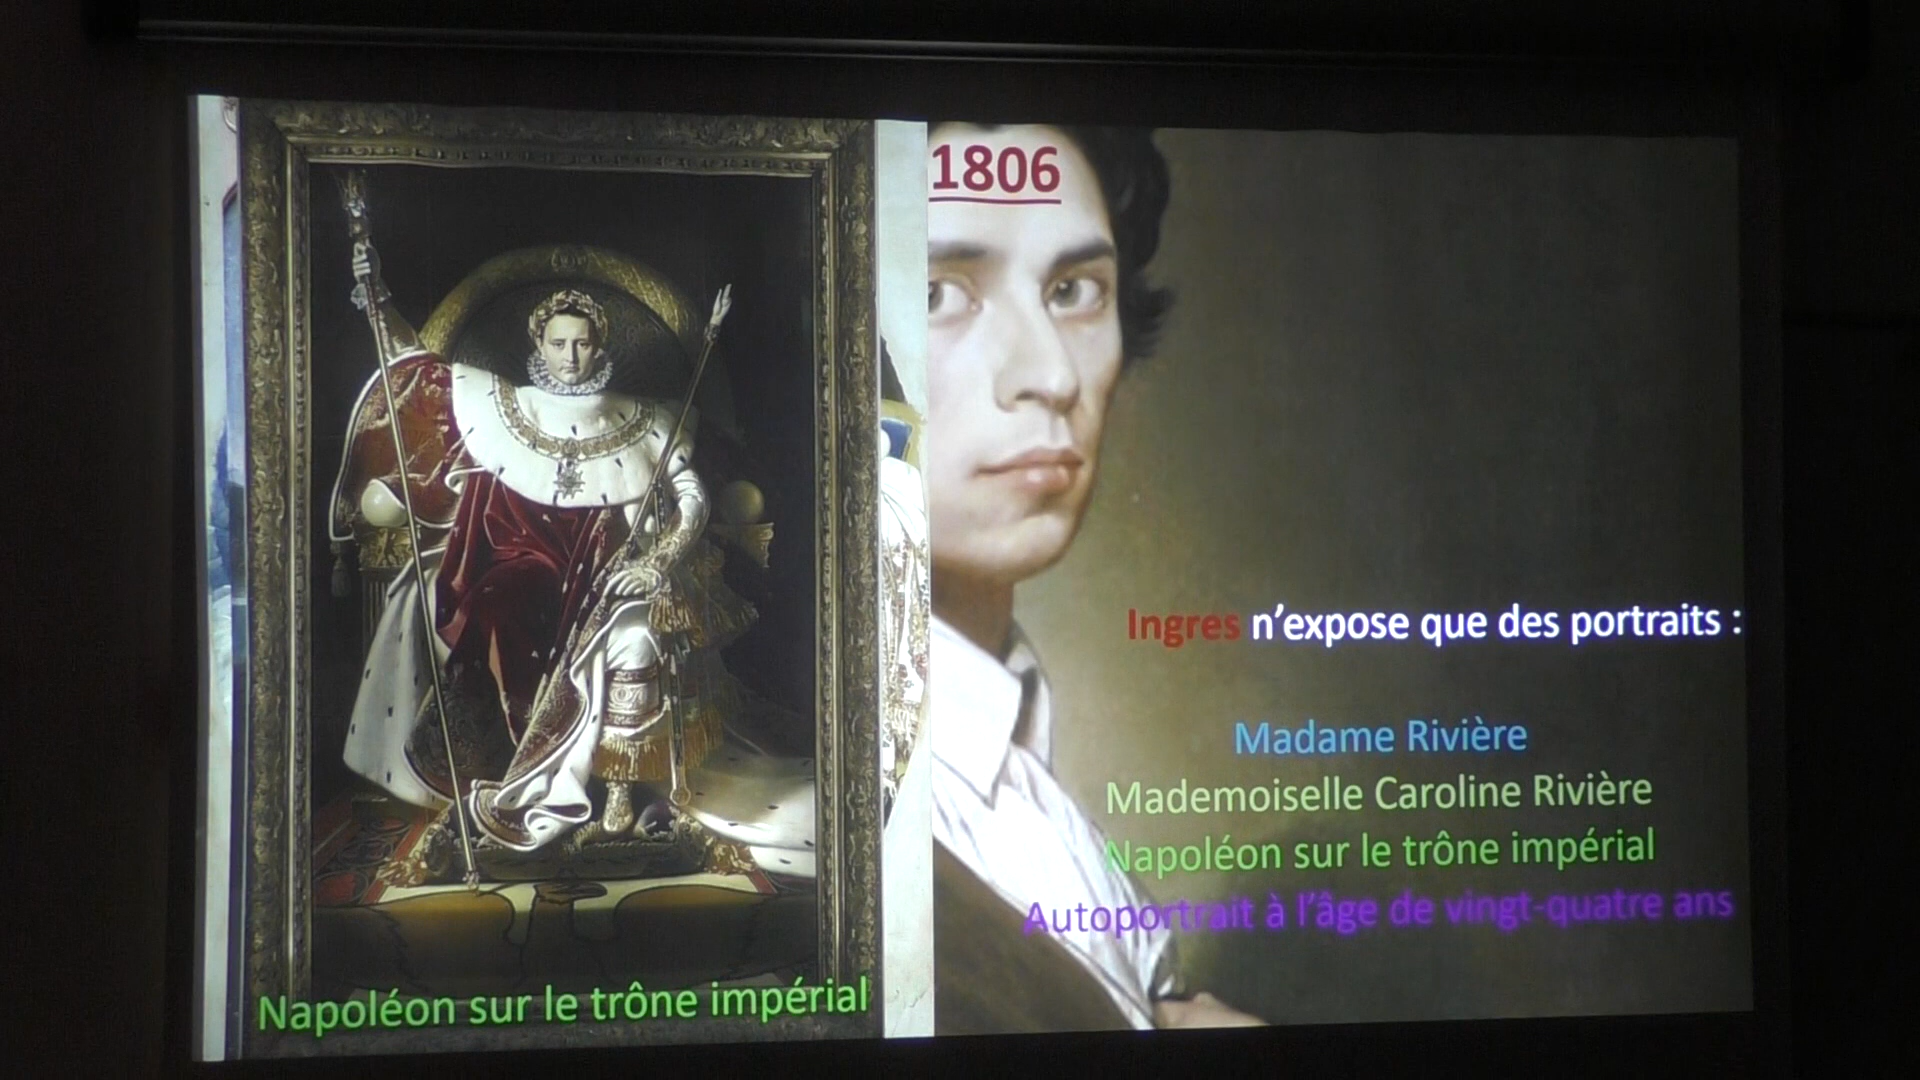 1806
Ingres n’expose que des portraits :
Madame Rivière
Mademoiselle Caroline Rivière
Napoléon sur le trône impérial
Autoportrait à l’âge de vingt-quatre ans
Napoléon sur le trône impérial